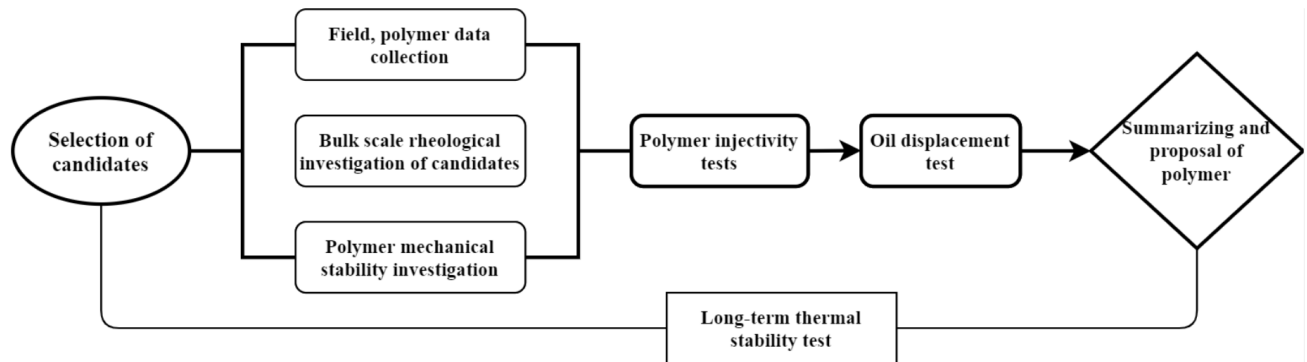 Selection of
candidates
Field, polymer data
collection
Bulk scale rheological
investigation of candidates
Polymer mechanical
stability investigation
Polymer injectivity
tests
Oil displacement
test
Summarizing and
proposal of
polymer
Long-term thermal
stability test